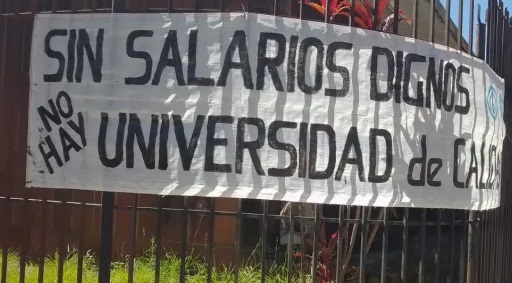 SIN SALARIOS DIGNOS
NO HAY UNIVERSIDAD de